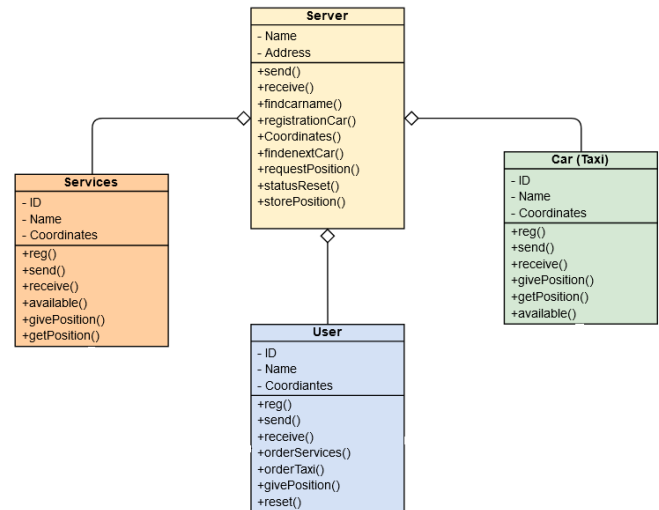 Server
- Name
- Address
+send()
+receive()
+findcarname()
+registrationCar()
+Coordinates()
+findenextCar()
+requestPosition()
+statusReset()
+storePosition()
Services
- ID
- Name
- Coordinates
+reg()
+send()
+receive()
+available()
+givePosition()
+getPosition()
Car (Taxi)
- ID
- Name
- Coordinates
+reg()
+send()
+receive()
+givePosition()
+getPosition()
+available()
User
- ID
- Name
- Coordiantes
+reg()
+send()
+receive()
+orderServices()
+orderTaxi()
+givePosition()
+reset()